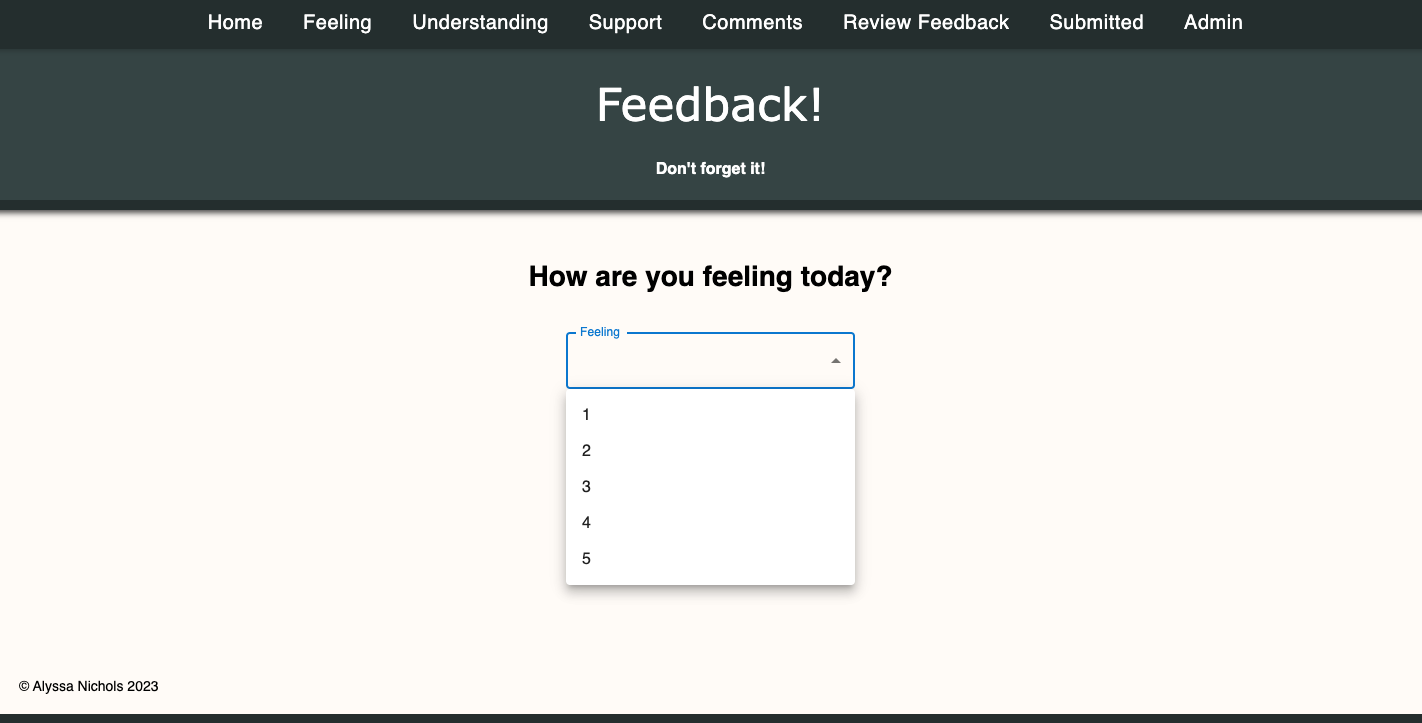 Home Feeling Understanding Support Comments Review Feedback Submitted Admin
Feedback!
Don't forget it!
How are you feeling today?
Feeling
1
2
3
4
5
© Alyssa Nichols 2023